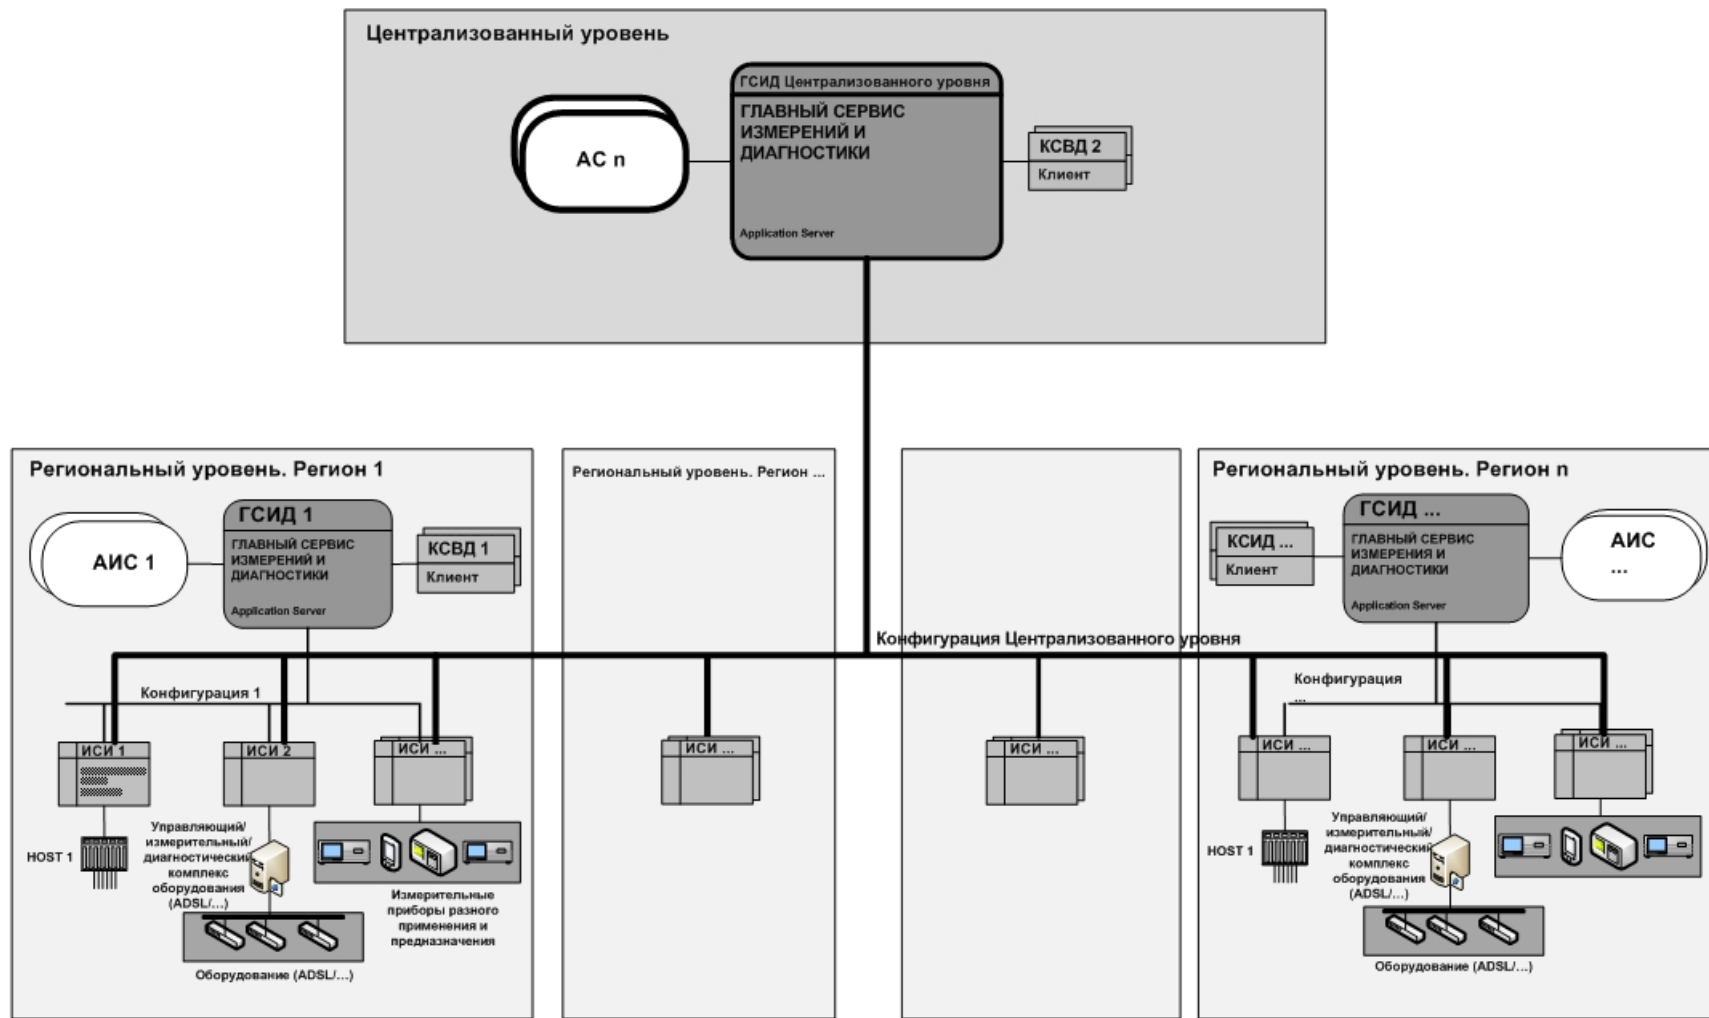 Централизованный уровень
ГСИД Централизованного уровня
ГЛАВНЫЙ СЕРВИС
ИЗМЕРЕНИЙ И
ДИАГНОСТИКИ
Application Server
АС n
КСВД 2
Клиент
Региональный уровень. Регион 1
ГСИД 1
ГЛАВНЫЙ СЕРВИС
ИЗМЕРЕНИЙ И
ДИАГНОСТИКИ
Application Server
АИС 1
КСВД 1
Клиент
Региональный уровень. Регион ...
Региональный уровень. Регион n
КСИД ...
Клиент
ГСИД ...
ГЛАВНЫЙ СЕРВИС
ИЗМЕРЕНИЯ И
ДИАГНОСТИКИ
Application Server
АИС
...
Конфигурация Централизованного уровня
Конфигурация 1
Конфигурация
...
ИСИ 1
ИСИ 2
ИСИ ...
ИСИ ...
ИСИ ...
ИСИ ...
ИСИ ...
ИСИ ...
HOST 1
Управляющий/
измерительный/
диагностический
комплекс
оборудования
(ADSL/...)
Измерительные
приборы разного
применения и
предназначения
Оборудование (ADSL/...)
HOST 1
Управляющий/
измерительный/
диагностический
комплекс
оборудования
(ADSL/...)
Оборудование (ADSL/...)